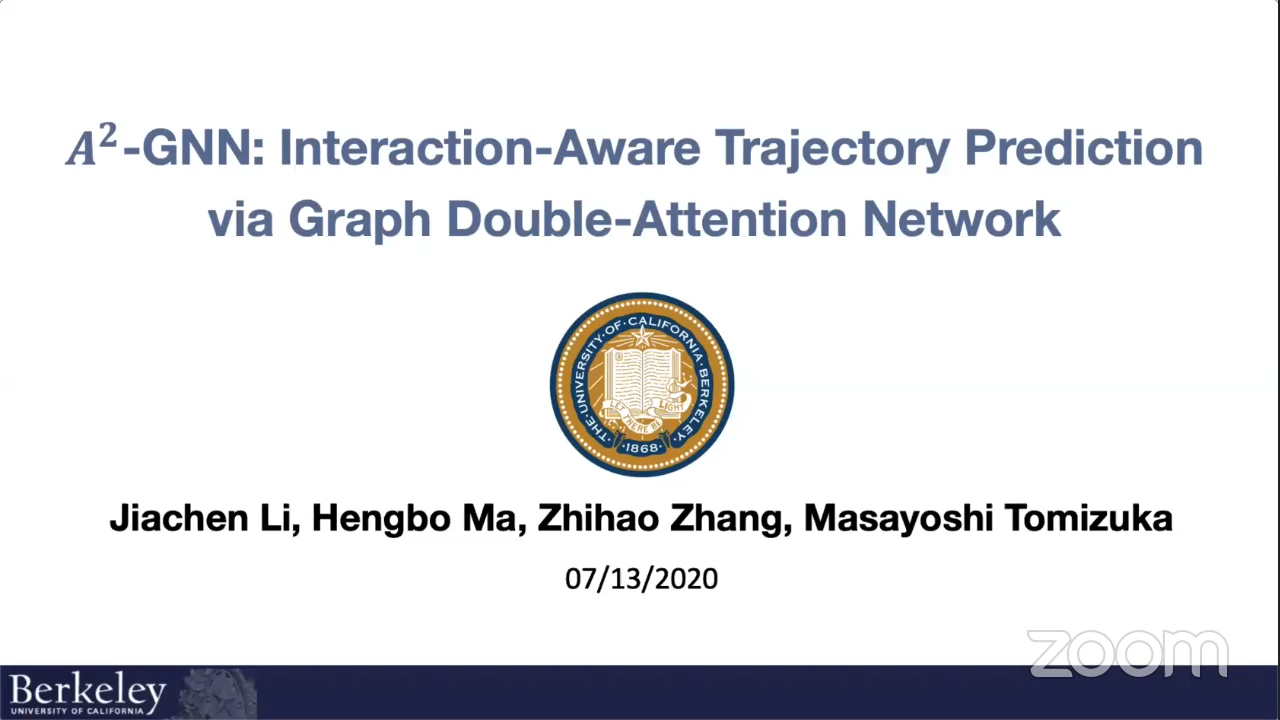 A²-GNN: Interaction-Aware Trajectory Prediction
via Graph Double-Attention Network
THE·UNIVERSITY·OF·CALIFORNIA·BERKELEY
A
LET THERE BE LIGHT
·1868·
Jiachen Li, Hengbo Ma, Zhihao Zhang, Masayoshi Tomizuka
07/13/2020
zoom
Berkeley
UNIVERSITY OF CALIFORNIA